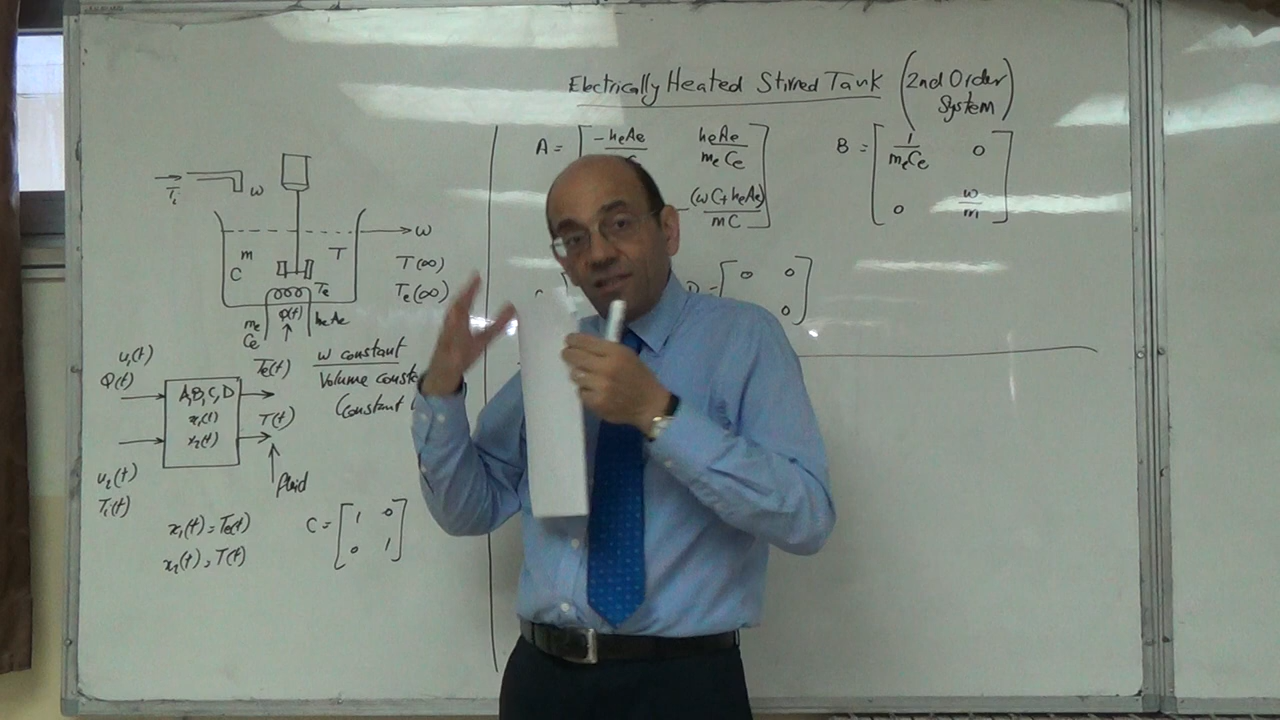 Electrically Heated Stirred Tank (2nd Order System)
Ti
w
m
C
T
w
Te
T(∞)
Te(∞)
Q(t)
me
Ce
heAe
w constant
Volume
(Constant
u1(t)
Q(t)
A,B,C,D
x1(t)
x2(t)
Te(t)
T(t)
fluid
u2(t)
Ti(t)
x1(t) = Te(t)
x2(t) = T(t)
C = [1 0
0 1]
A = [-heAe heAe/meCe
-(wC+heAe)/mC]
B = [1/meCe 0
0 w/m]
D = [0 0
0]